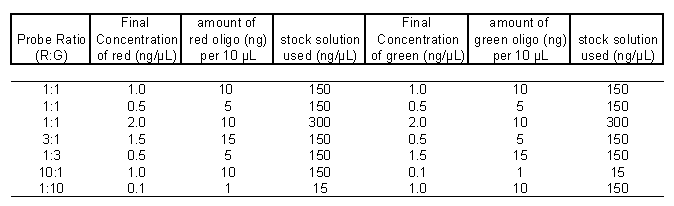 Probe Ratio (R:G) Final Concentration of red (ng/µL) amount of red oligo (ng) per 10 µL stock solution used (ng/µL) Final Concentration of green (ng/µL) amount of green oligo (ng) per 10 µL stock solution used (ng/µL)
1:1 1.0 10 150 1.0 10 150
1:1 0.5 5 150 0.5 5 150
1:1 2.0 10 300 2.0 10 300
3:1 1.5 15 150 0.5 5 150
1:3 0.5 5 150 1.5 15 150
10:1 1.0 10 150 0.1 1 15
1:10 0.1 1 15 1.0 10 150